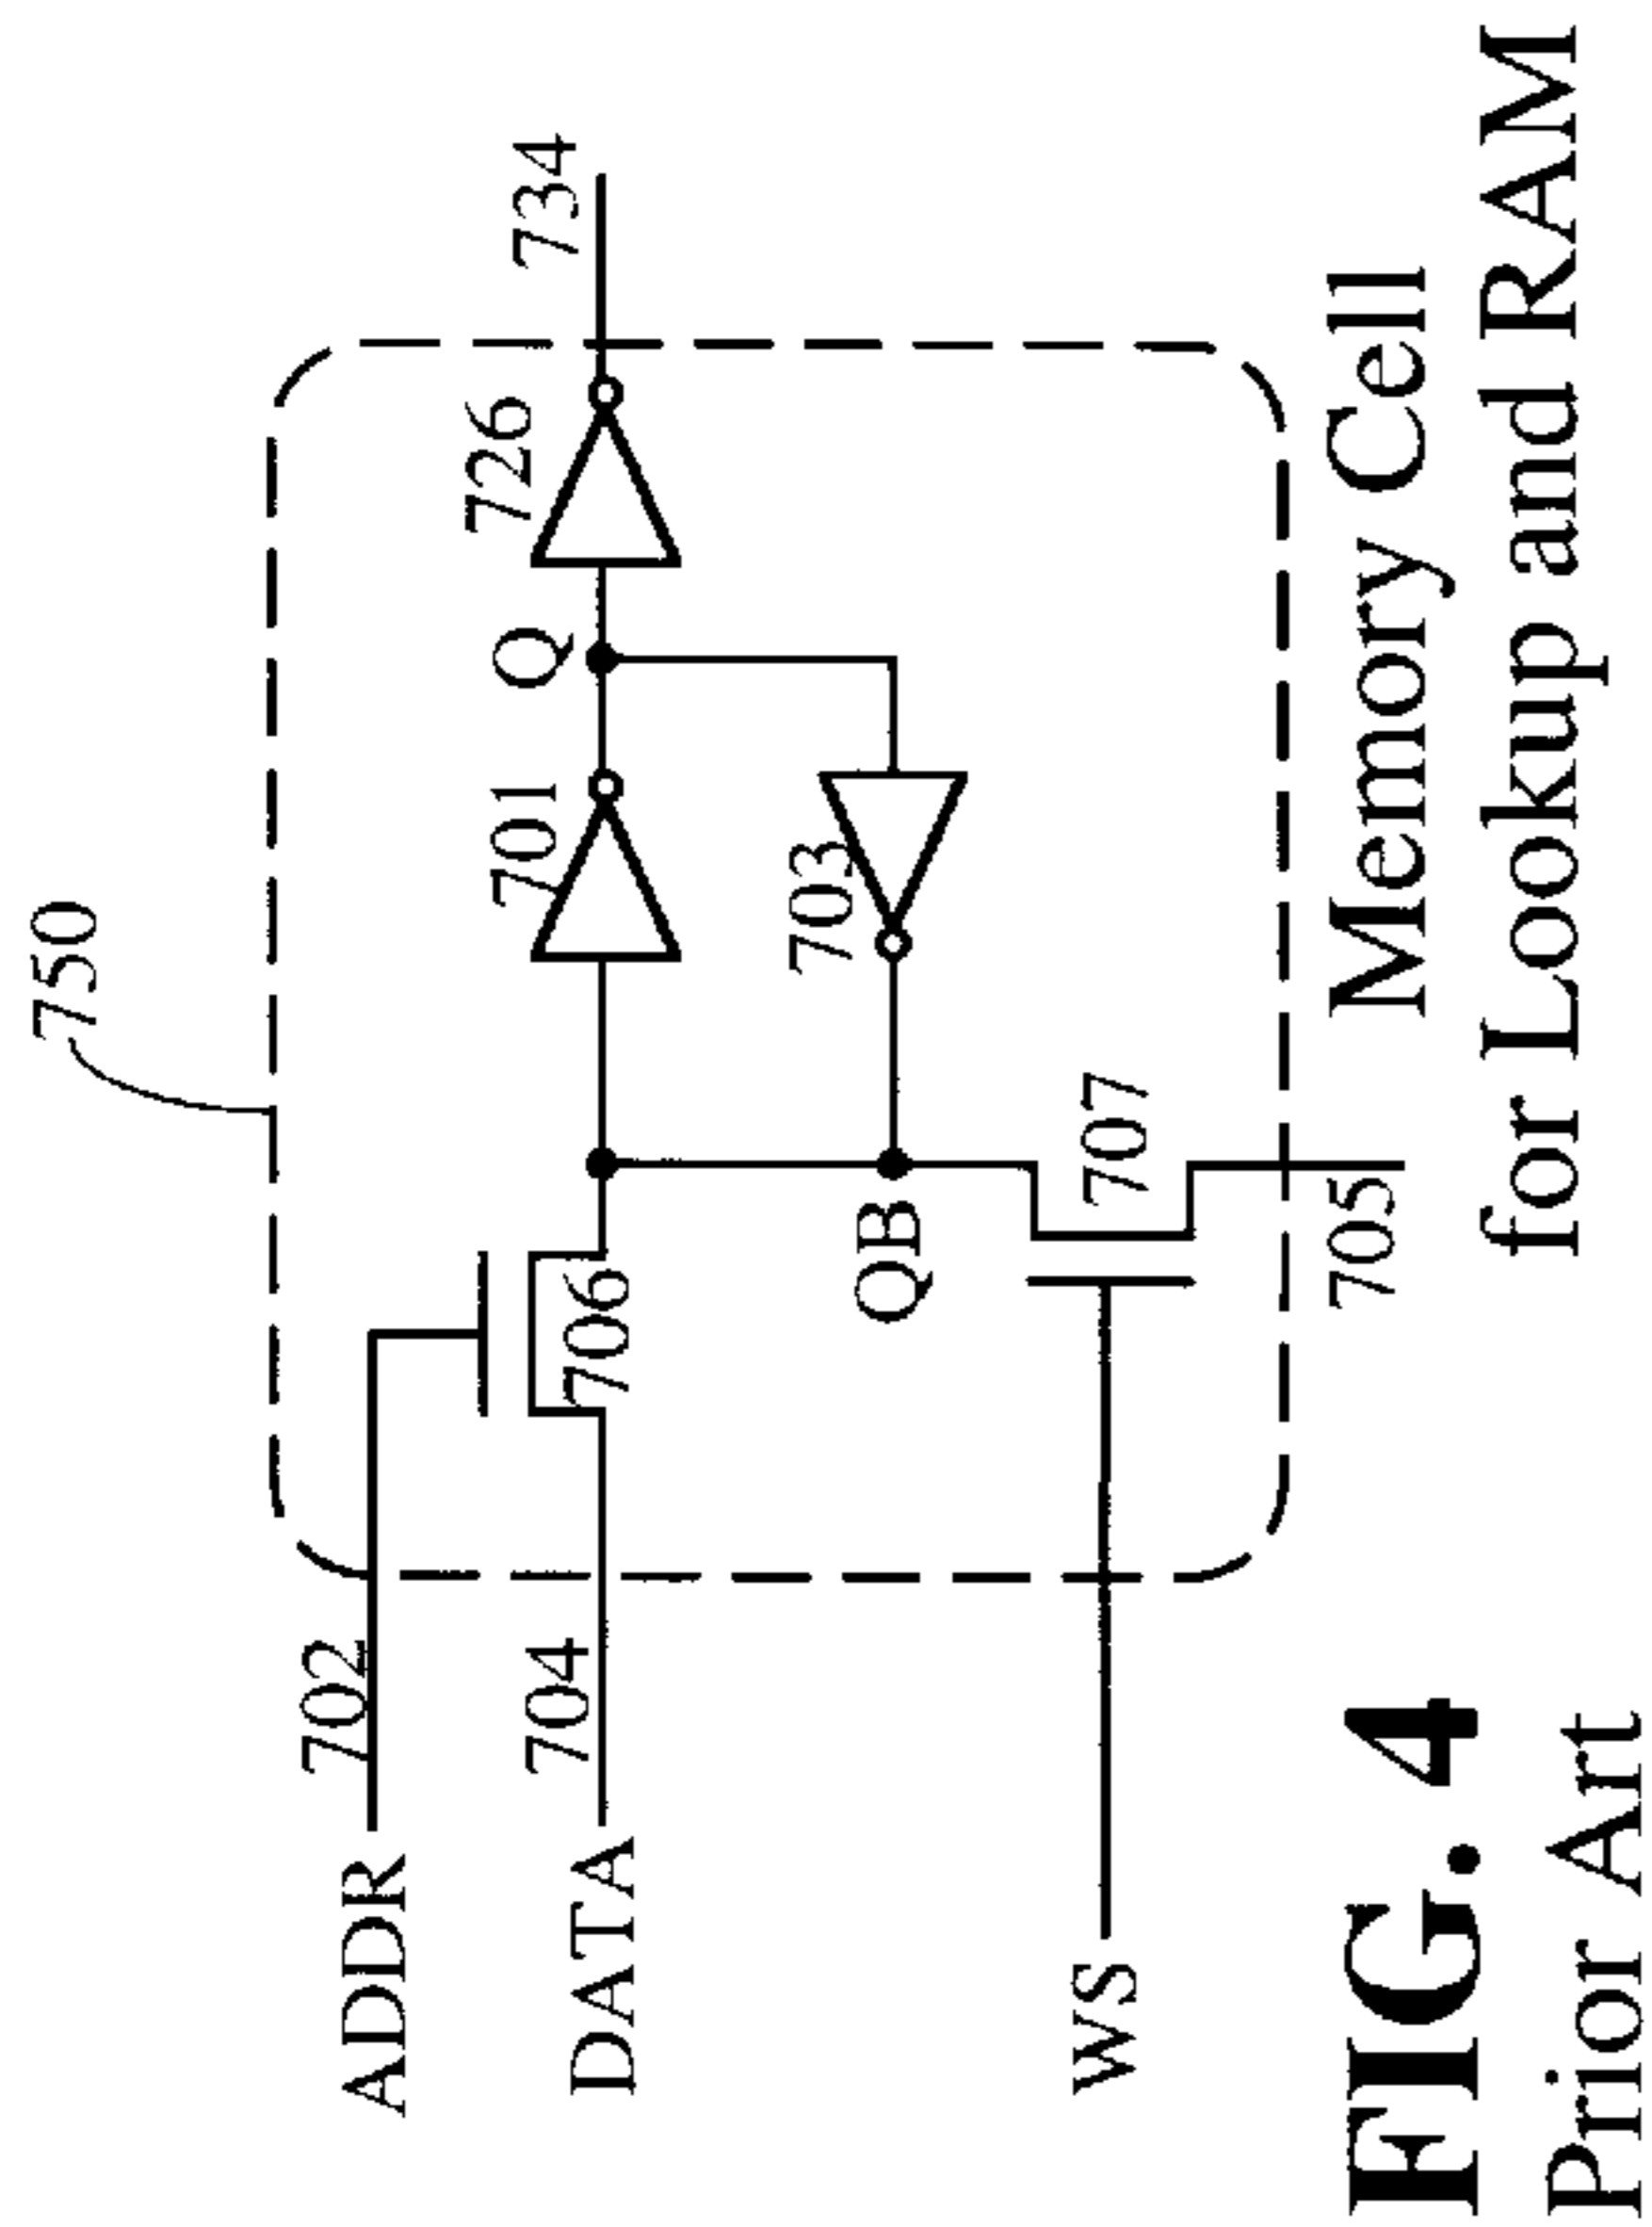 750
702
ADDR
704
DATA
706
701
Q
726
734
703
QB
707
WS
705
FIG. 4
Prior Art
Memory Cell
for Lookup and RAM